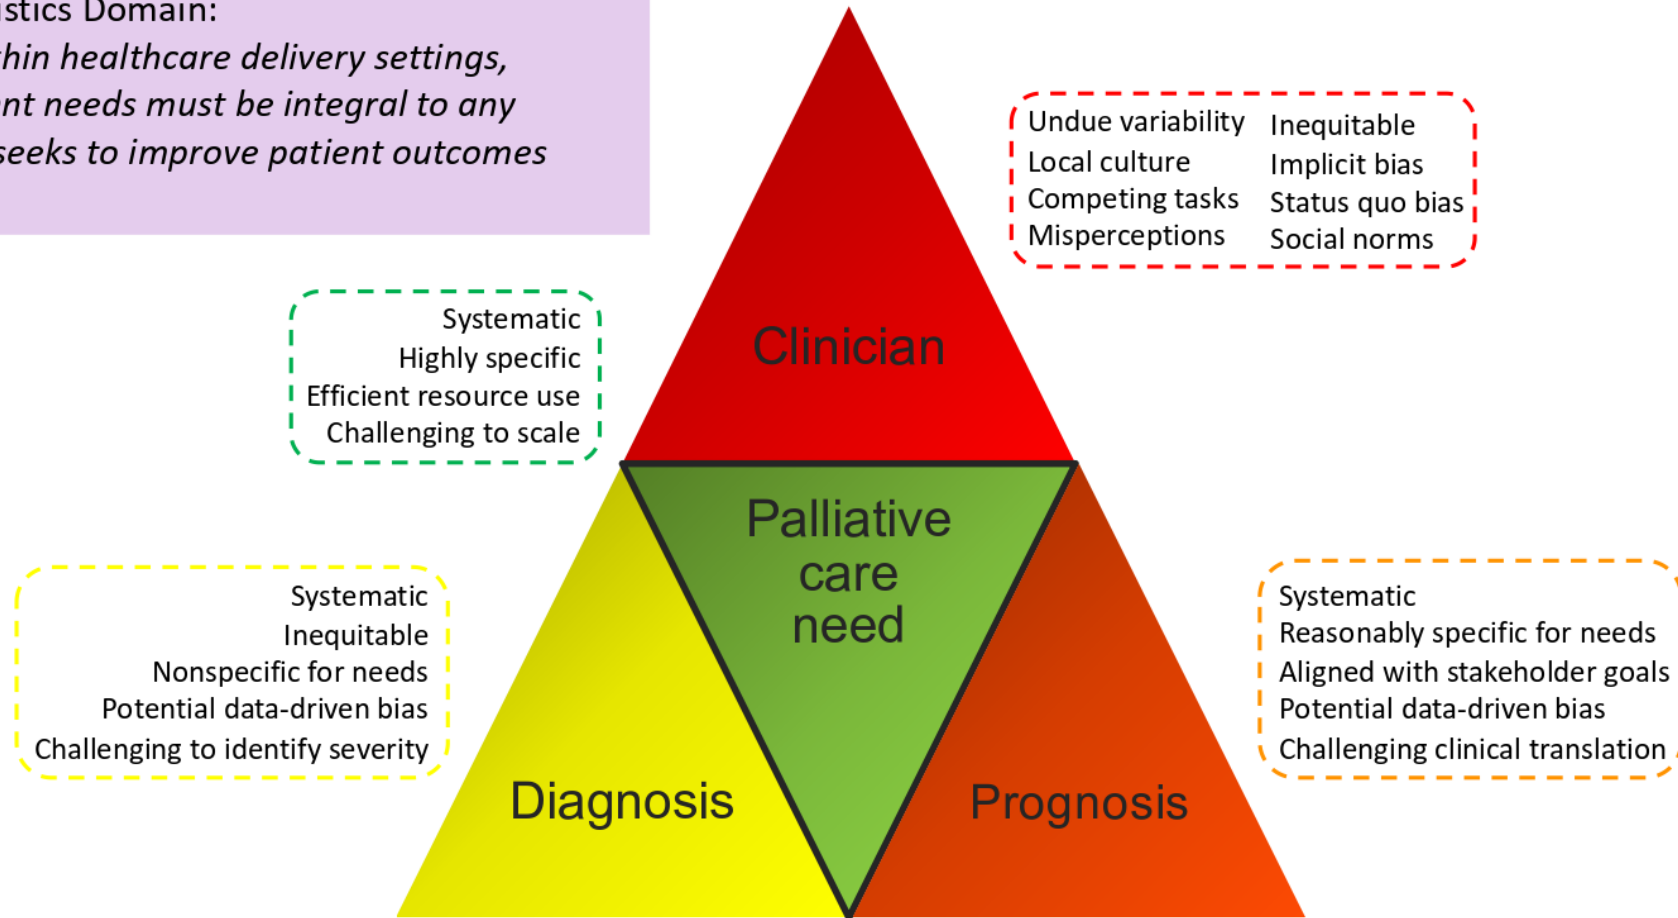 istics Domain:
thin healthcare delivery settings,
ent needs must be integral to any
seeks to improve patient outcomes
Undue variability
Local culture
Competing tasks
Misperceptions
Inequitable
Implicit bias
Status quo bias
Social norms
Systematic
Highly specific
Efficient resource use
Challenging to scale
Clinician
Palliative
care
need
Systematic
Inequitable
Nonspecific for needs
Potential data-driven bias
Challenging to identify severity
Diagnosis
Prognosis
Systematic
Reasonably specific for needs
Aligned with stakeholder goals
Potential data-driven bias
Challenging clinical translation